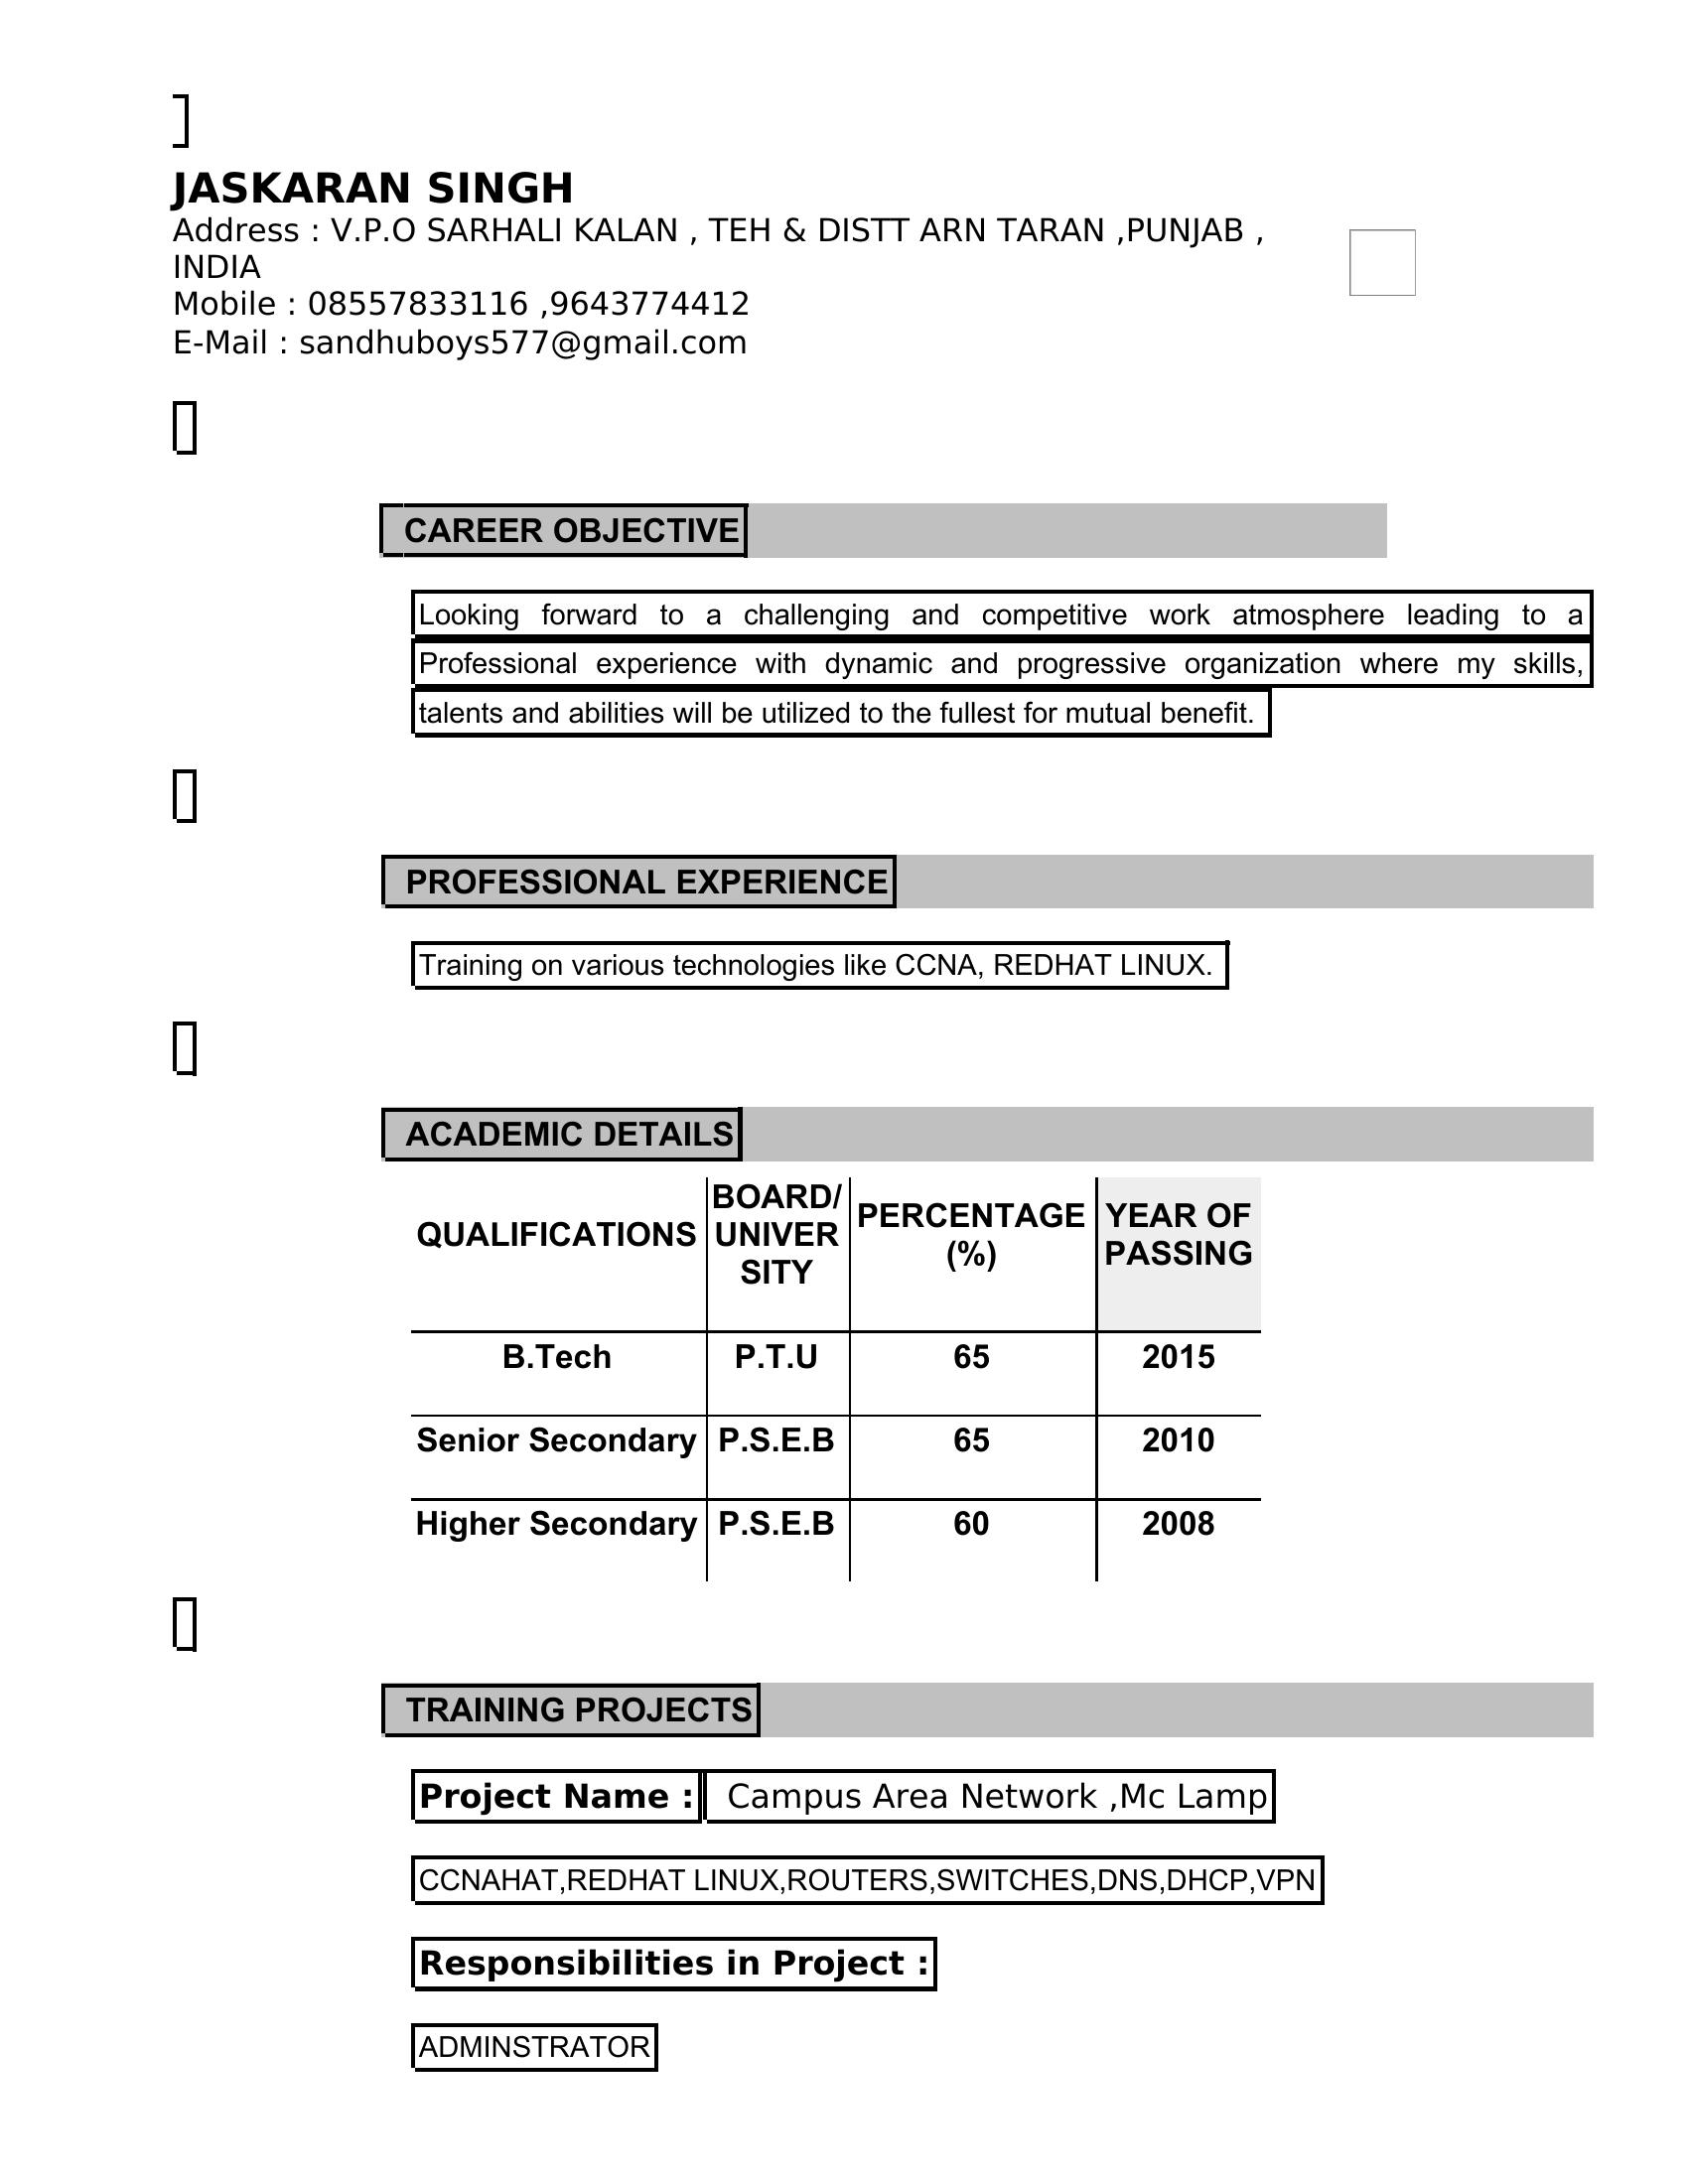 JASKARAN SINGH
Address : V.P.O SARHALI KALAN , TEH & DISTT ARN TARAN ,PUNJAB ,
INDIA
Mobile : 08557833116 ,9643774412
E-Mail : sandhuboys577@gmail.com
CAREER OBJECTIVE
Looking forward to a challenging and competitive work atmosphere leading to a
Professional experience with dynamic and progressive organization where my skills,
talents and abilities will be utilized to the fullest for mutual benefit.
PROFESSIONAL EXPERIENCE
Training on various technologies like CCNA, REDHAT LINUX.
ACADEMIC DETAILS
QUALIFICATIONS BOARD/UNIVERSITY PERCENTAGE (%) YEAR OF PASSING
B.Tech P.T.U 65 2015
Senior Secondary P.S.E.B 65 2010
Higher Secondary P.S.E.B 60 2008
TRAINING PROJECTS
Project Name : Campus Area Network ,Mc Lamp
CCNAHAT,REDHAT LINUX,ROUTERS,SWITCHES,DNS,DHCP,VPN
Responsibilities in Project :
ADMINSTRATOR